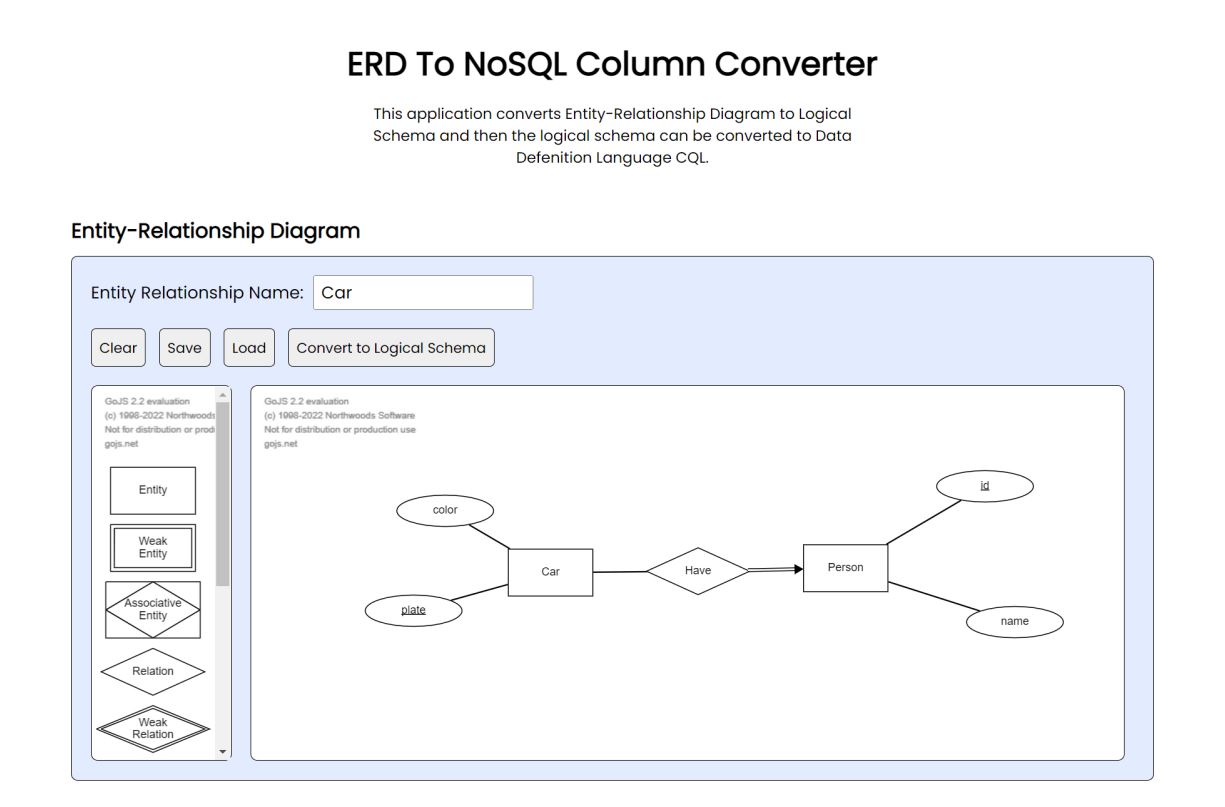 ERD To NoSQL Column Converter
This application converts Entity-Relationship Diagram to Logical
Schema and then the logical schema can be converted to Data
Defenition Language CQL.
Entity-Relationship Diagram
Entity Relationship Name: Car
Clear Save Load Convert to Logical Schema
GoJS 2.2 evaluation
(c) 1998-2022 Northwoods
Not for distribution or prod
gojs.net
Entity
Weak
Entity
Associative
Entity
Relation
Weak
Relation
GoJS 2.2 evaluation
(c) 1998-2022 Northwoods Software
Not for distribution or production use
gojs.net
color
plate
Car
Have
Person
id
name